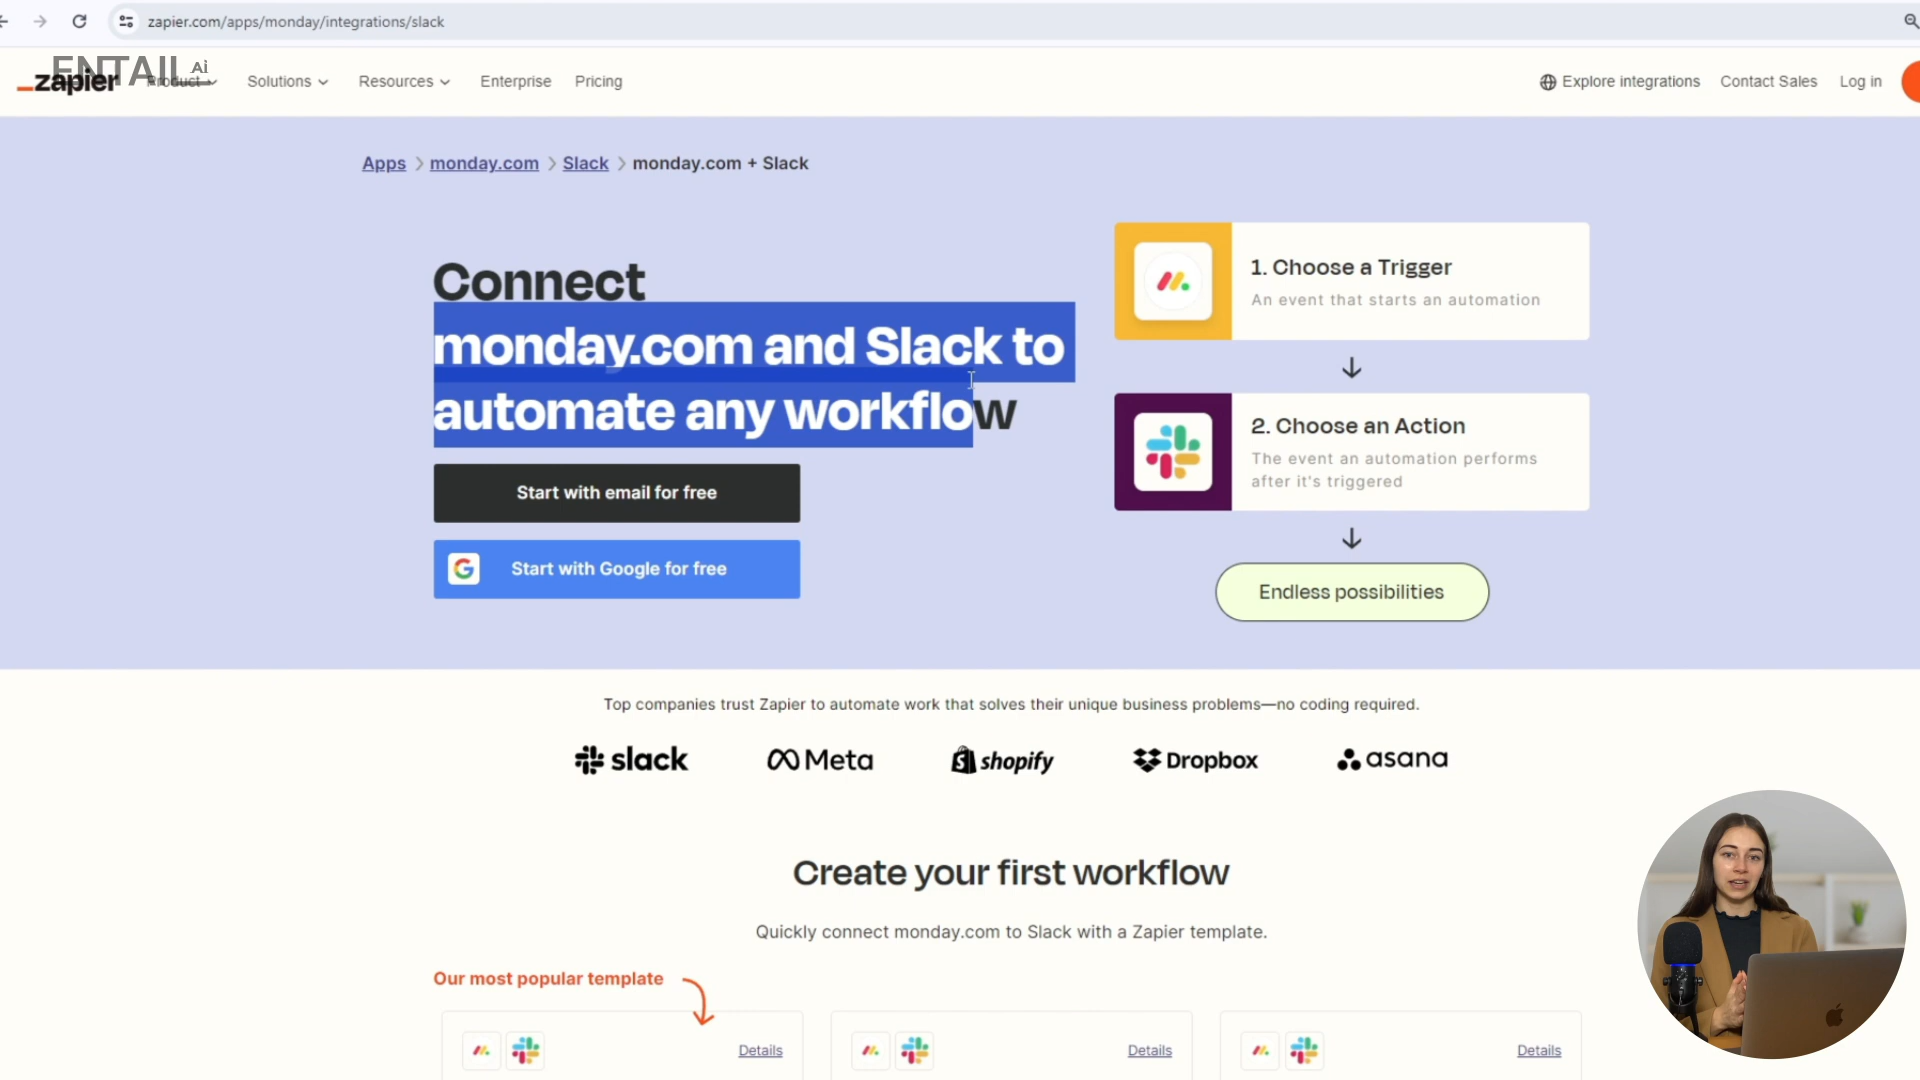 zapier.com/apps/monday/integrations/slack
ENTAIL AI
zapier
Product
Solutions
Resources
Enterprise
Pricing
Explore integrations
Contact Sales
Log in
Apps > monday.com > Slack > monday.com + Slack
Connect
monday.com and Slack to
automate any workflow
Start with email for free
G Start with Google for free
1. Choose a Trigger
An event that starts an automation
2. Choose an Action
The event an automation performs
after it's triggered
Endless possibilities
Top companies trust Zapier to automate work that solves their unique business problems—no coding required.
slack
Meta
shopify
Dropbox
asana
Create your first workflow
Quickly connect monday.com to Slack with a Zapier template.
Our most popular template
Details
Details
Details